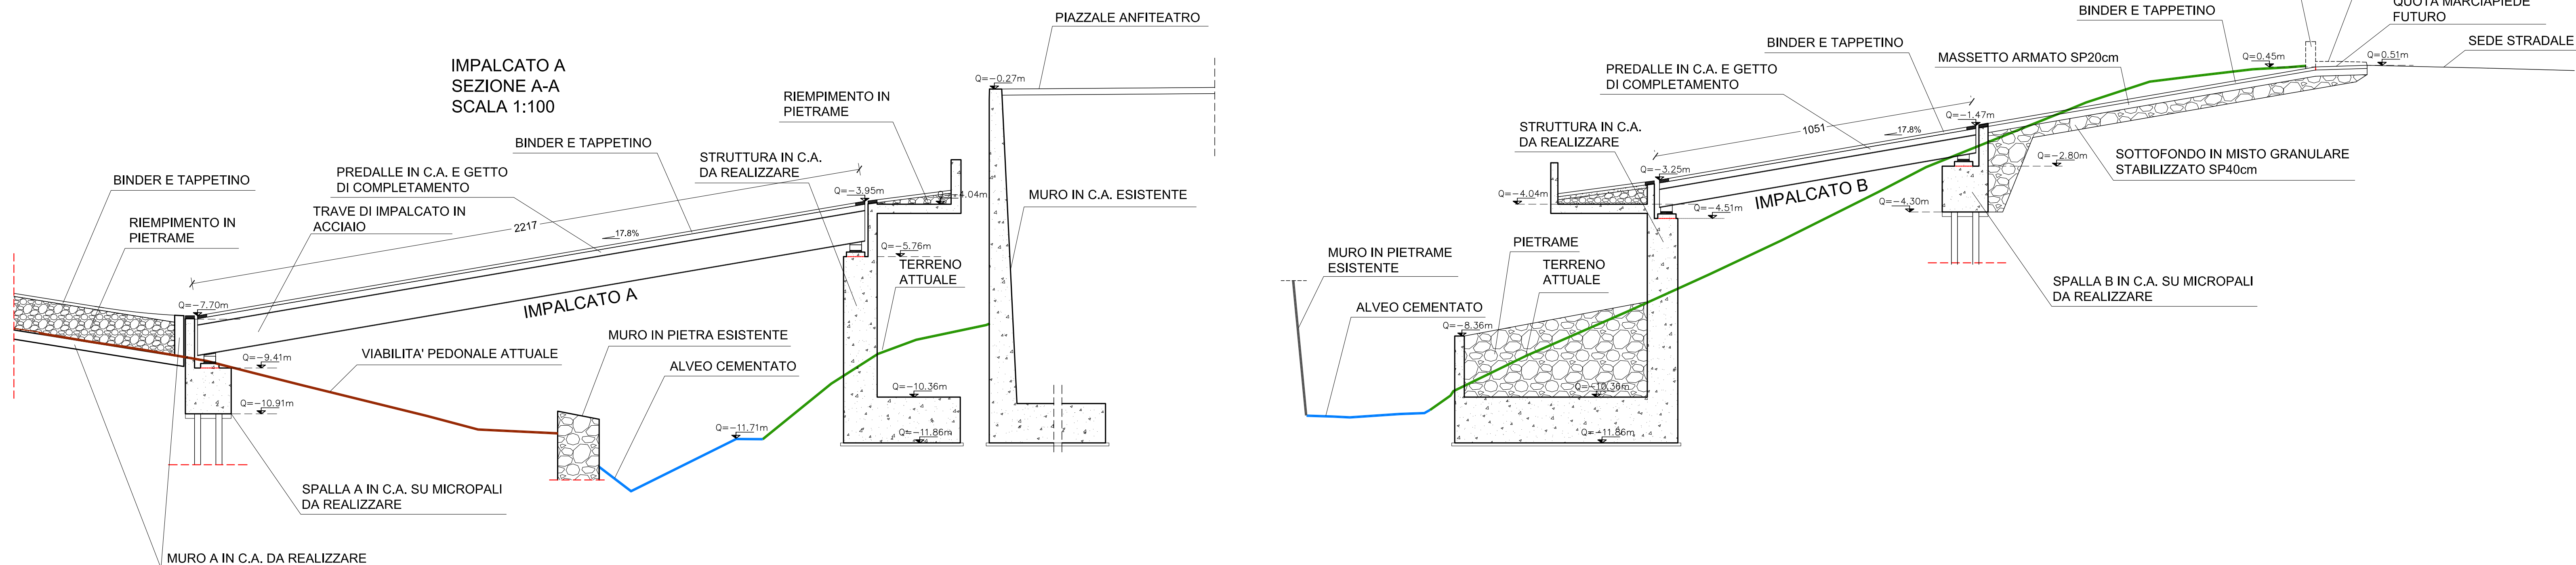 IMPALCATO A
SEZIONE A-A
SCALA 1:100
BINDER E TAPPETINO
RIEMPIMENTO IN
PIETRAME
PREDALLE IN C.A. E GETTO
DI COMPLETAMENTO
TRAVE DI IMPALCATO IN
ACCIAIO
BINDER E TAPPETINO
STRUTTURA IN C.A.
DA REALIZZARE
RIEMPIMENTO IN
PIETRAME
PIAZZALE ANFITEATRO
Q=-0.27m
Q=-3.95m
Q=-4.04m
MURO IN C.A. ESISTENTE
2217
17.8%
Q=-5.76m
TERRENO
ATTUALE
IMPALCATO A
Q=-7.70m
Q=-9.41m
VIABILITA' PEDONALE ATTUALE
MURO IN PIETRA ESISTENTE
ALVEO CEMENTATO
Q=-10.91m
Q=-10.36m
Q=-11.71m
Q=-11.86m
SPALLA A IN C.A. SU MICROPALI
DA REALIZZARE
MURO A IN C.A. DA REALIZZARE
BINDER E TAPPETINO
QUOTA MARCIAPIEDE
FUTURO
SEDE STRADALE
BINDER E TAPPETINO
MASSETTO ARMATO SP20cm
Q=0.45m
Q=0.51m
PREDALLE IN C.A. E GETTO
DI COMPLETAMENTO
STRUTTURA IN C.A.
DA REALIZZARE
1051
17.8%
Q=-1.47m
Q=-2.80m
SOTTOFONDO IN MISTO GRANULARE
STABILIZZATO SP40cm
Q=-3.25m
Q=-4.04m
Q=-4.51m
IMPALCATO B
Q=-4.30m
MURO IN PIETRAME
ESISTENTE
PIETRAME
TERRENO
ATTUALE
ALVEO CEMENTATO
Q=-8.36m
SPALLA B IN C.A. SU MICROPALI
DA REALIZZARE
Q=-10.36m
Q=-11.86m